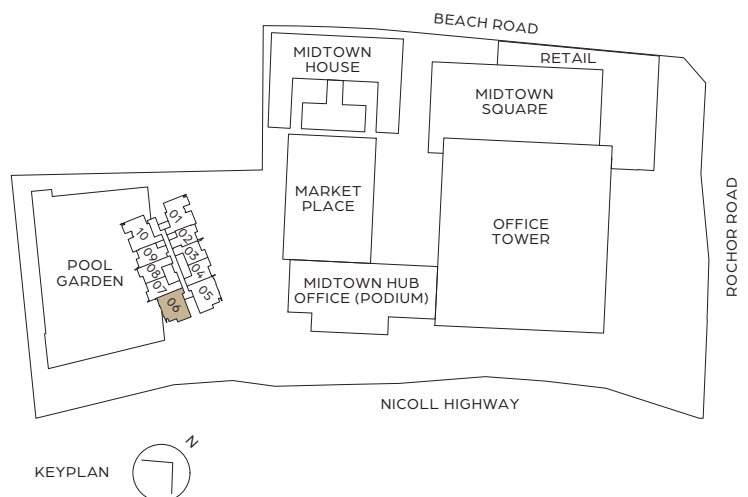 BEACH ROAD
MIDTOWN
HOUSE
RETAIL
MIDTOWN
SQUARE
ROCHOR ROAD
MARKET
PLACE
OFFICE
TOWER
01
10
02
09
03
08
04
07
05
06
POOL
GARDEN
MIDTOWN HUB
OFFICE (PODIUM)
NICOLL HIGHWAY
N
KEYPLAN